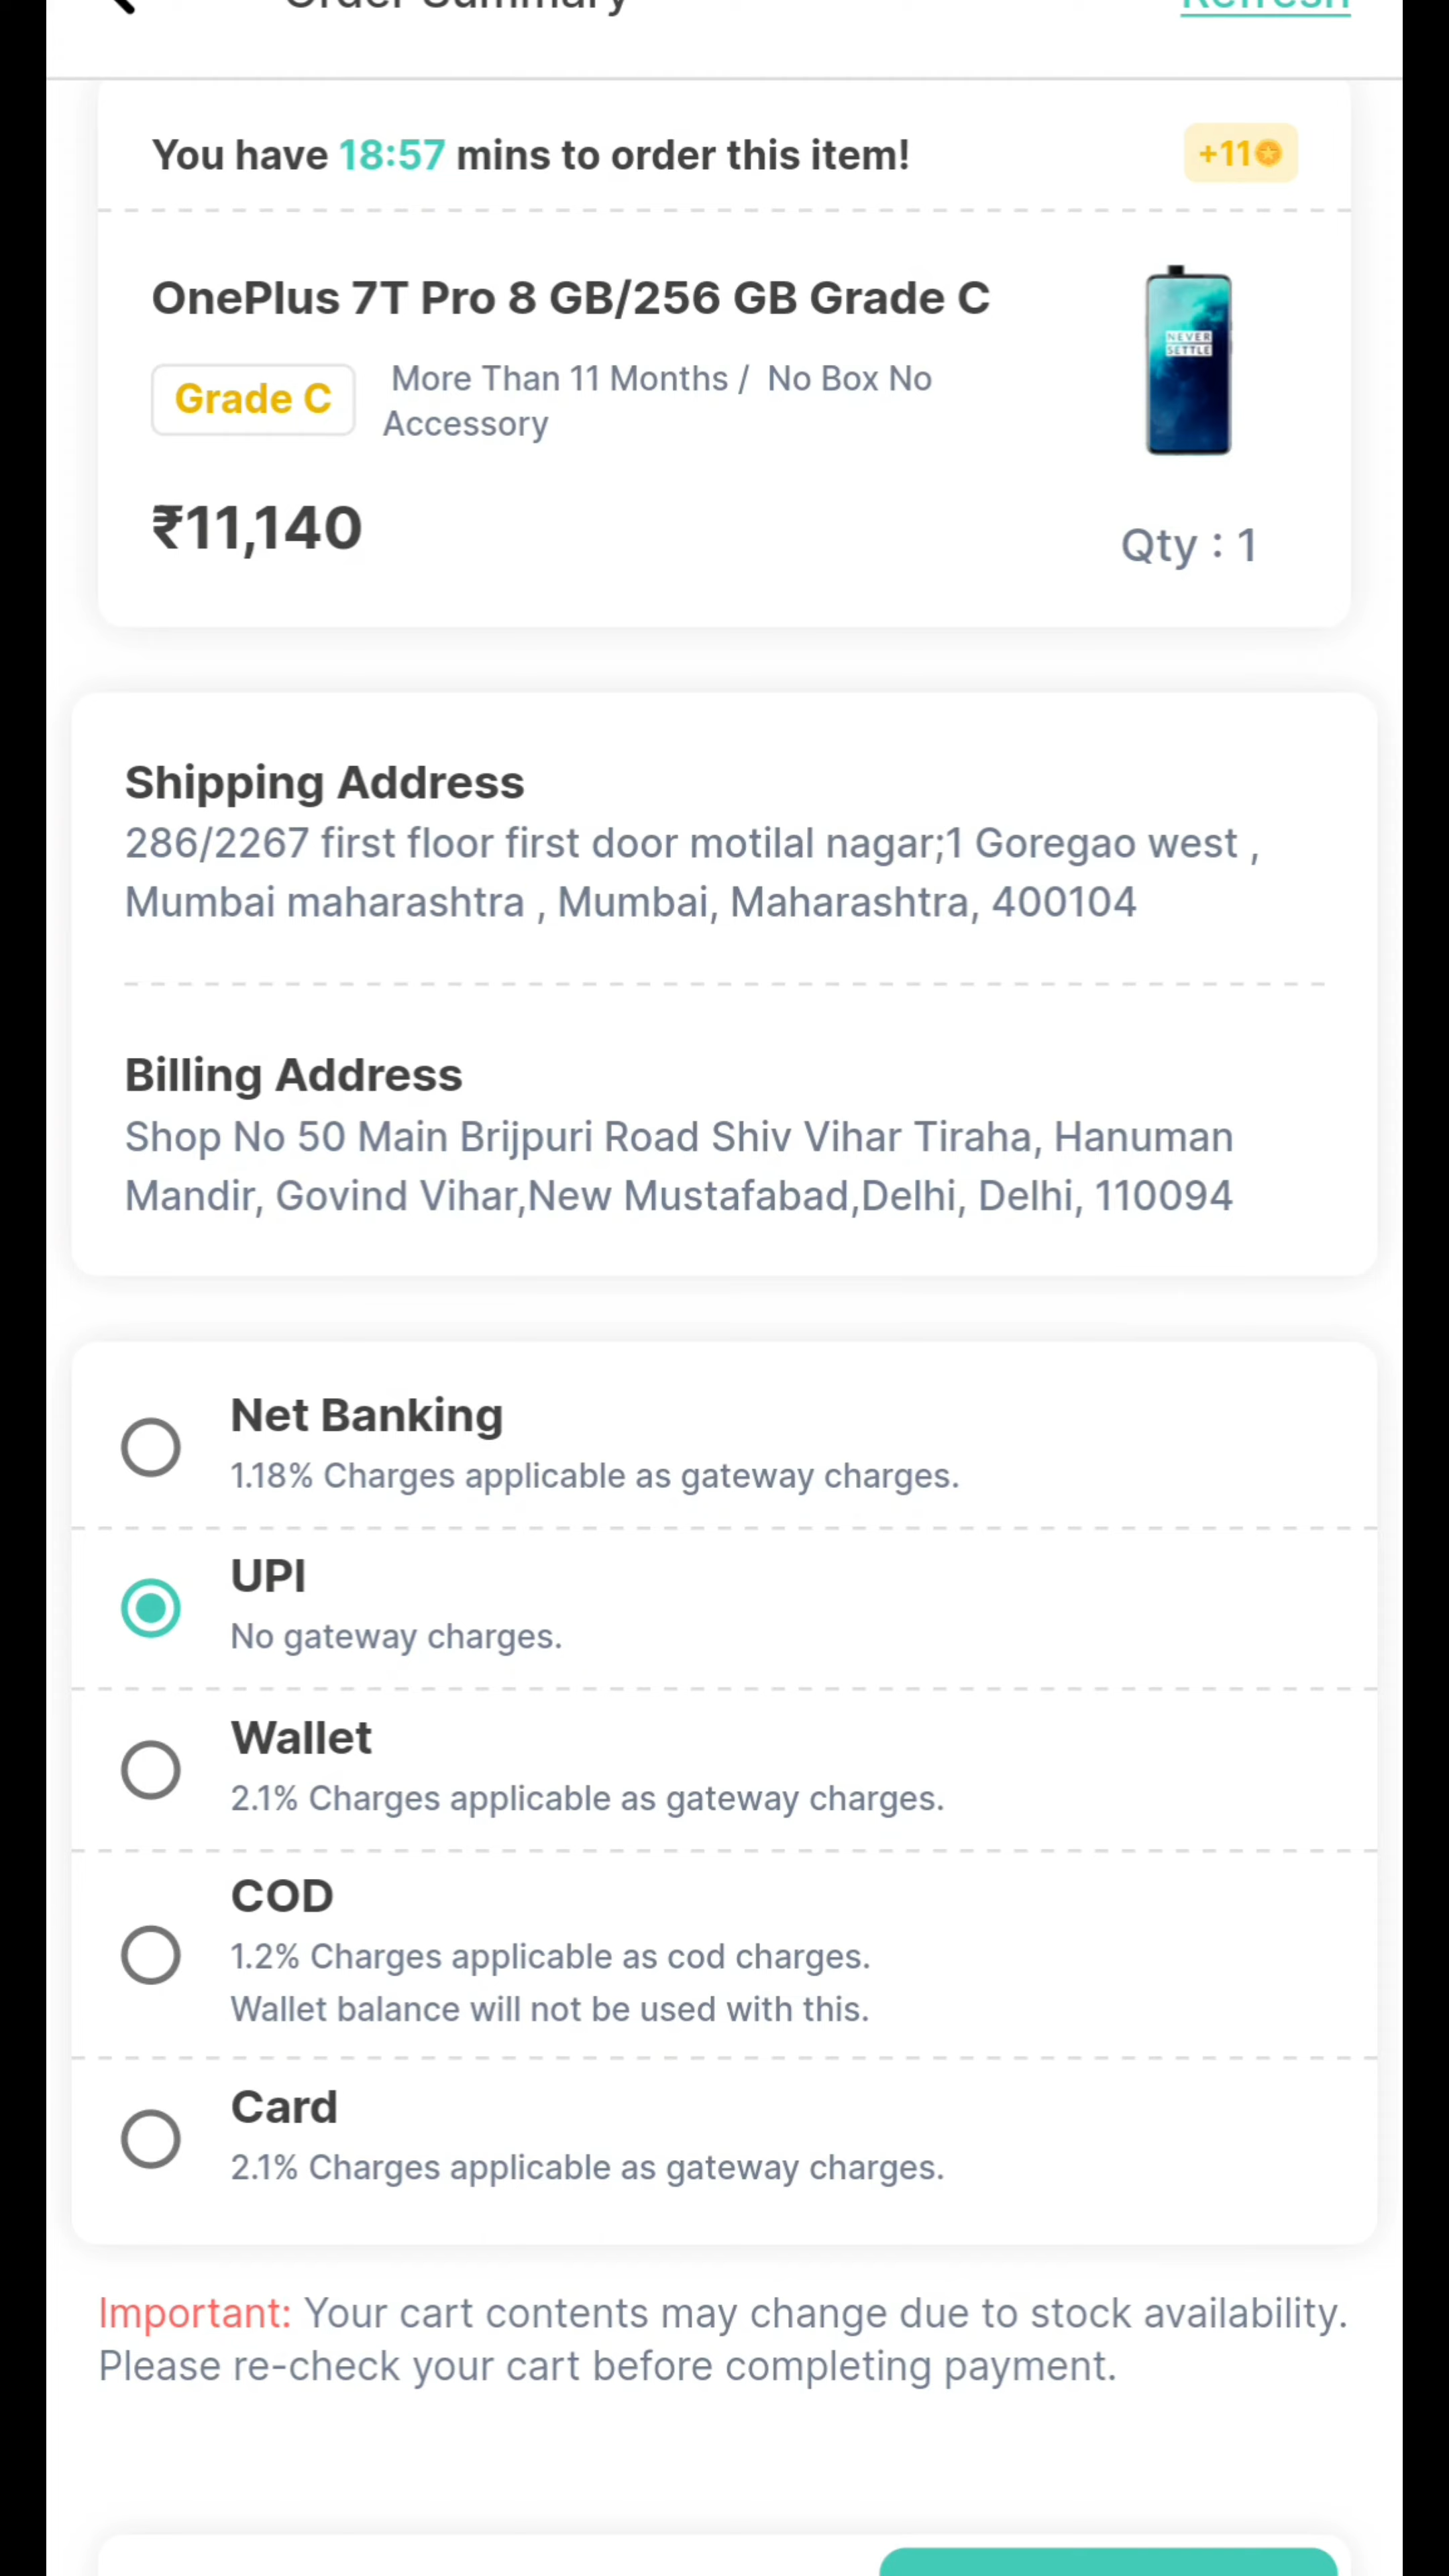 Order Summary
Refresh
You have 18:57 mins to order this item!
+11
OnePlus 7T Pro 8 GB/256 GB Grade C
NEVER
SETTLE
Grade C
More Than 11 Months / No Box No
Accessory
₹11,140
Qty : 1
Shipping Address
286/2267 first floor first door motilal nagar;1 Goregao west ,
Mumbai maharashtra , Mumbai, Maharashtra, 400104
Billing Address
Shop No 50 Main Brijpuri Road Shiv Vihar Tiraha, Hanuman
Mandir, Govind Vihar,New Mustafabad,Delhi, Delhi, 110094
Net Banking
1.18% Charges applicable as gateway charges.
UPI
No gateway charges.
Wallet
2.1% Charges applicable as gateway charges.
COD
1.2% Charges applicable as cod charges.
Wallet balance will not be used with this.
Card
2.1% Charges applicable as gateway charges.
Important: Your cart contents may change due to stock availability.
Please re-check your cart before completing payment.